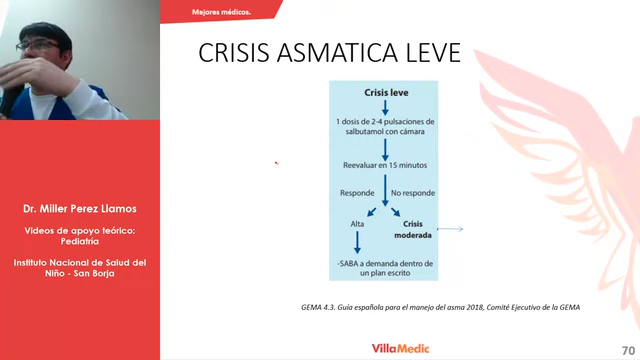 Mejores médicos.
CRISIS ASMATICA LEVE
Crisis leve
1 dosis de 2-4 pulsaciones de
salbutamol con cámara
Reevaluar en 15 minutos
Responde No responde
Alta
Crisis
moderada
-SABA a demanda dentro de
un plan escrito
Dr. Miller Perez Llamos
Videos de apoyo teórico:
Pediatría
Instituto Nacional de Salud del
Niño - San Borja
GEMA 4.3. Guía española para el manejo del asma 2018, Comité Ejecutivo de la GEMA
VillaMedic
70